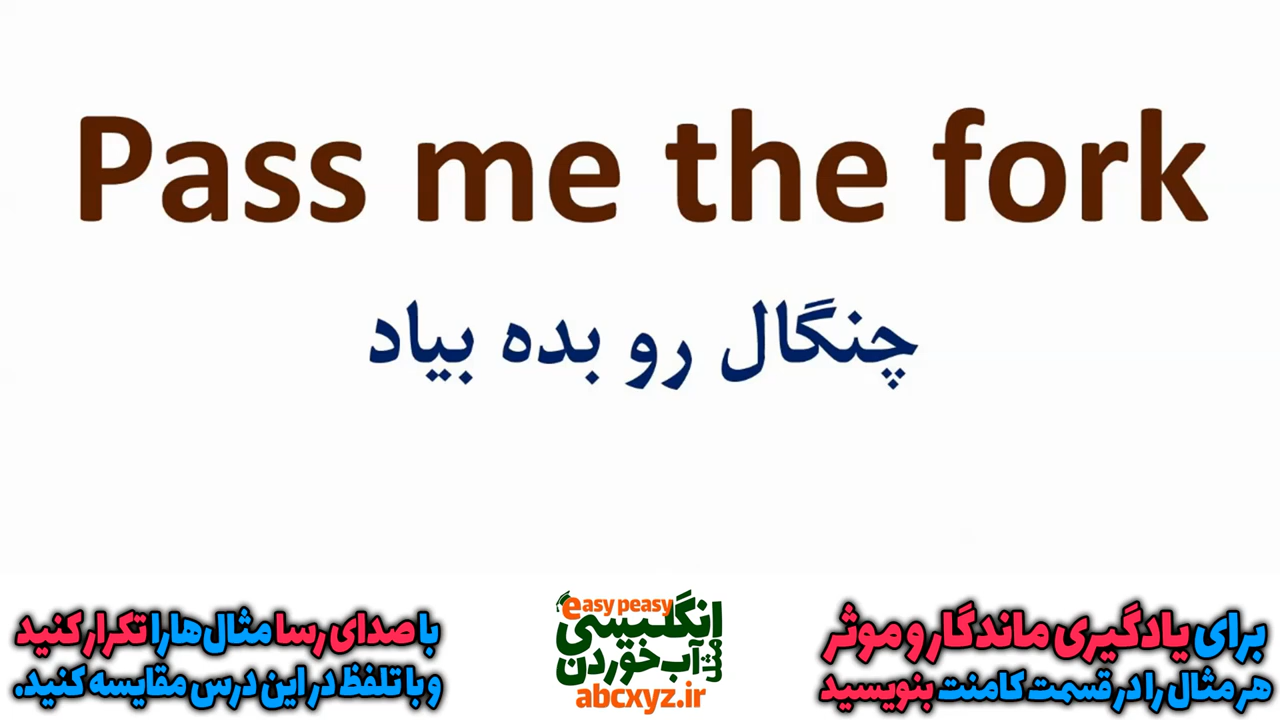 Pass me the fork
چنگال رو بده بیاد
برای یادگیری ماندگار و موثر
هر مثال را در قسمت کامنت بنویسید
easy peasy
انگلیسی
مثل آب خوردن
abcxyz.ir
با صدای رسا مثال‌ها را تکرار کنید
و با تلفظ در این درس مقایسه کنید.